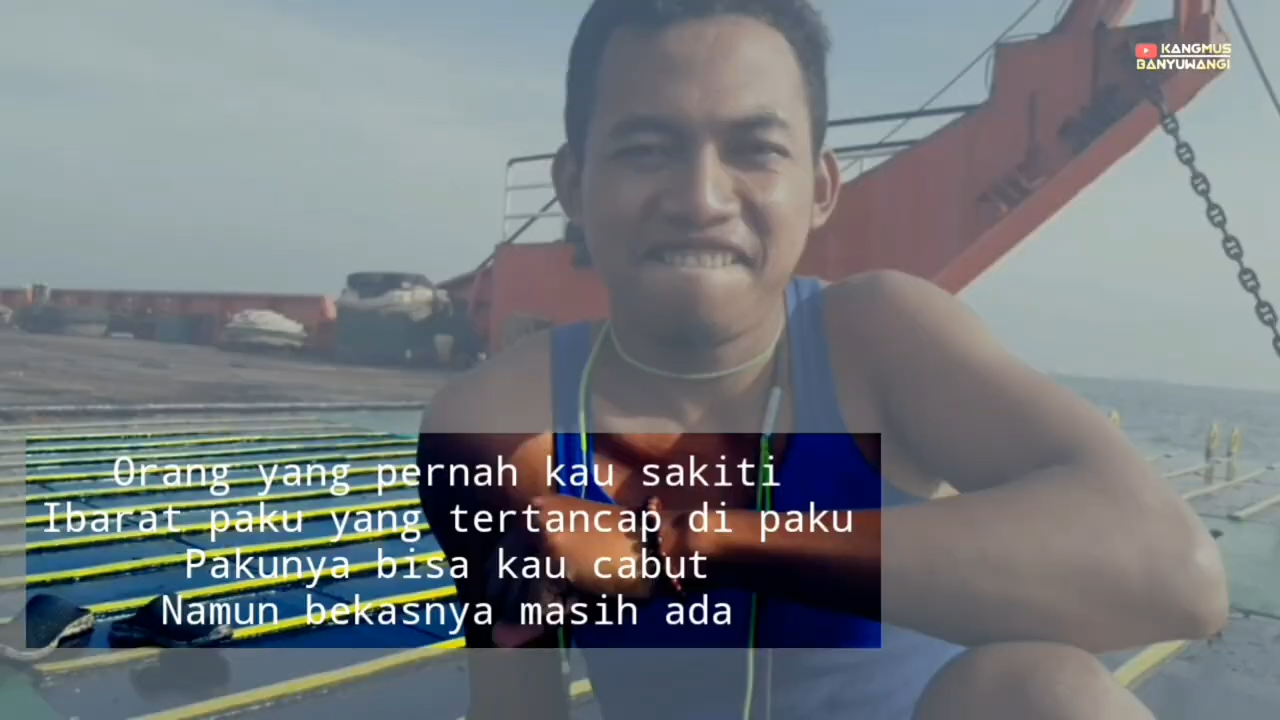 KANGMUS
BANYUWANGI
Orang yang pernah kau sakiti
Ibarat paku yang tertancap di paku
Pakunya bisa kau cabut
Namun bekasnya masih ada